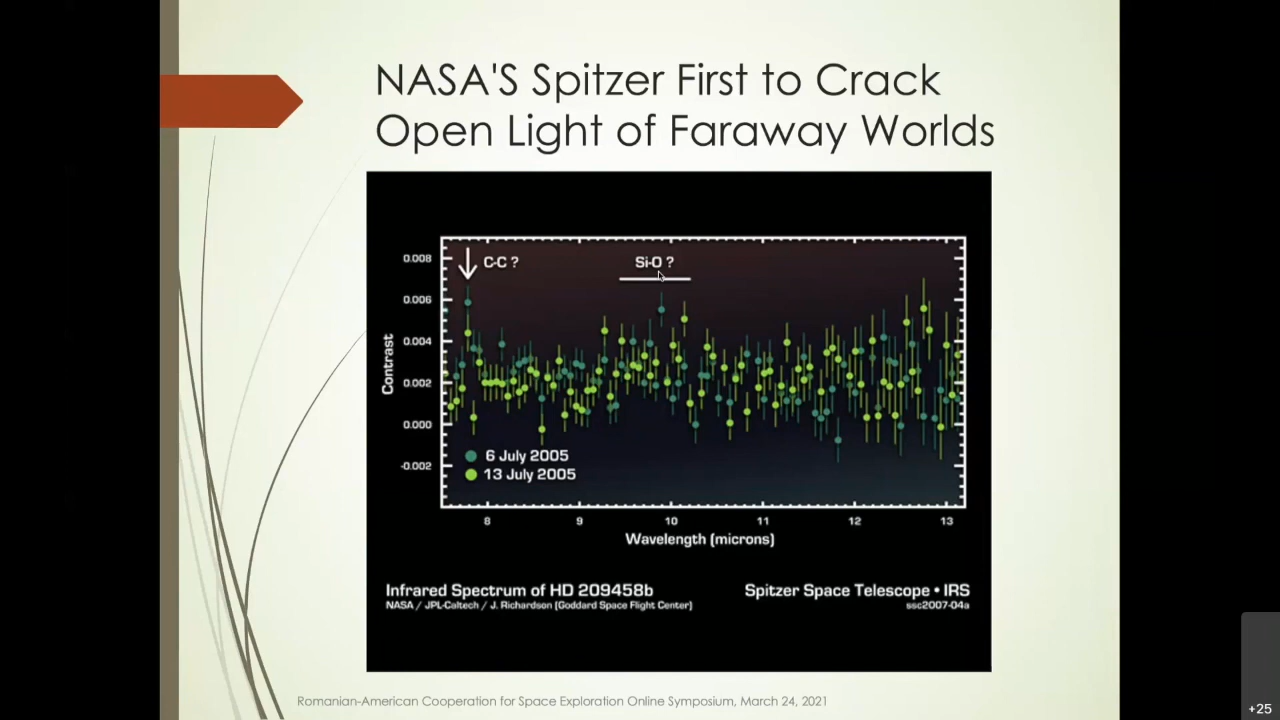 NASA'S Spitzer First to Crack
Open Light of Faraway Worlds
C-C ?
Si-O ?
0.008
0.006
0.004
0.002
0.000
-0.002
Contrast
6 July 2005
13 July 2005
8 9 10 11 12 13
Wavelength (microns)
Infrared Spectrum of HD 209458b
NASA / JPL-Caltech / J. Richardson (Goddard Space Flight Center)
Spitzer Space Telescope • IRS
ssc2007-04a
Romanian-American Cooperation for Space Exploration Online Symposium, March 24, 2021
+25